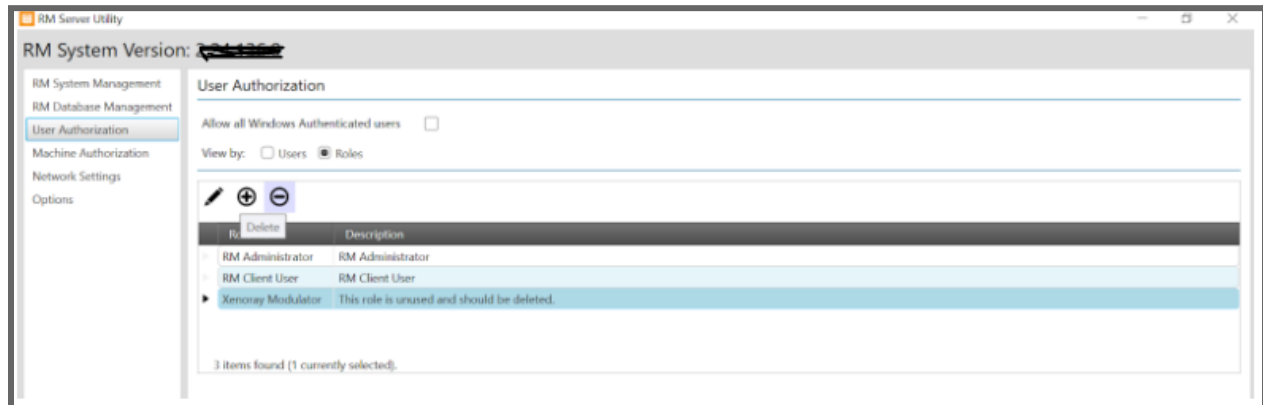 RM Server Utility
RM System Version:
RM System Management
RM Database Management
User Authorization
Machine Authorization
Network Settings
Options
User Authorization
Allow all Windows Authenticated users
View by: Users Roles
Delete
Description
RM Administrator RM Administrator
RM Client User RM Client User
Xenoray Modulator This role is unused and should be deleted.
3 items found (1 currently selected).